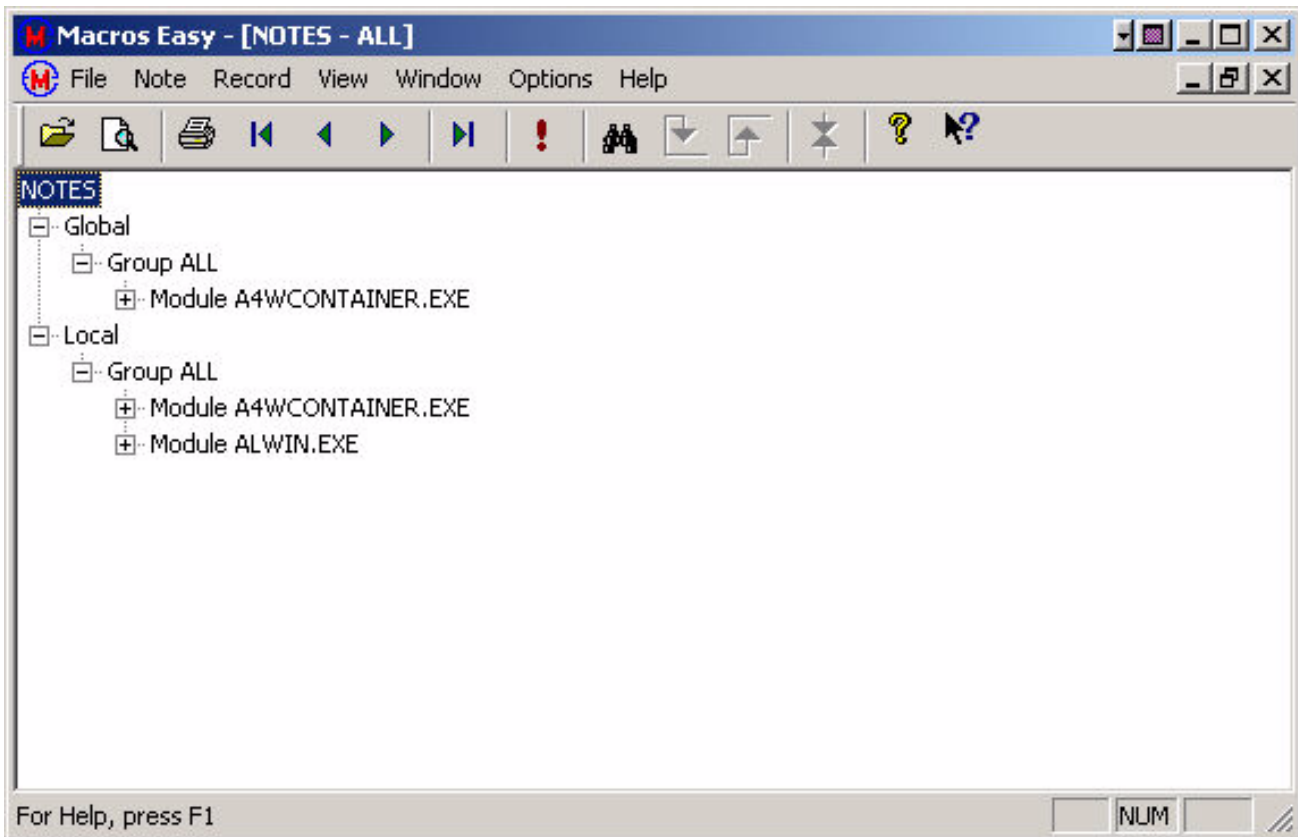 Macros Easy - [NOTES - ALL]
File Note Record View Window Options Help
NOTES
Global
Group ALL
Module A4WCONTAINER.EXE
Local
Group ALL
Module A4WCONTAINER.EXE
Module ALWIN.EXE
For Help, press F1 NUM